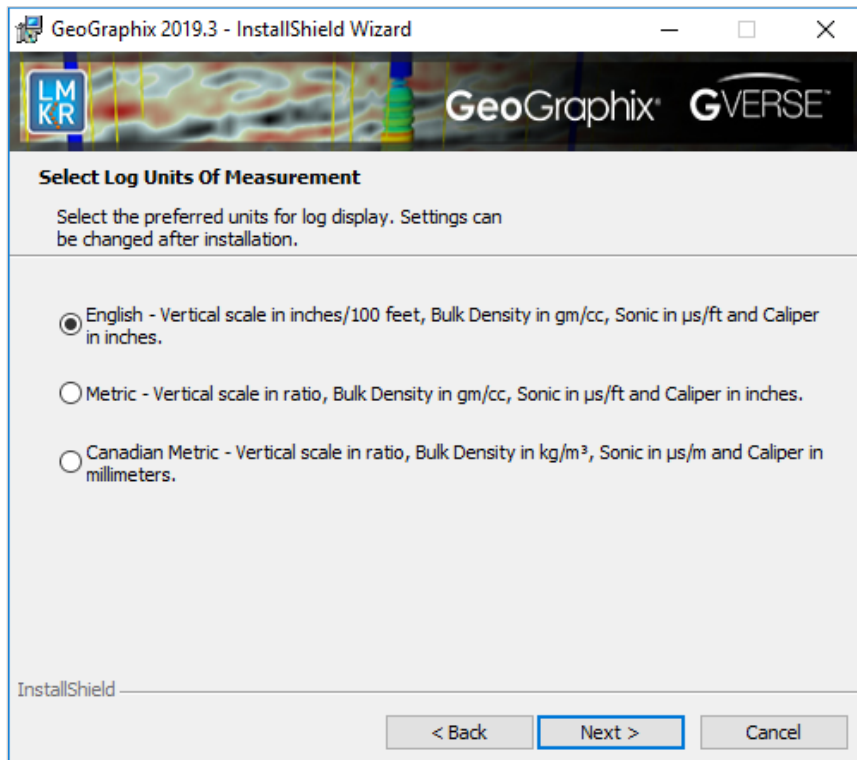 GeoGraphix 2019.3 - InstallShield Wizard
LM
KR
GeoGraphix® GVERSE™
Select Log Units Of Measurement
Select the preferred units for log display. Settings can
be changed after installation.
English - Vertical scale in inches/100 feet, Bulk Density in gm/cc, Sonic in µs/ft and Caliper
in inches.
Metric - Vertical scale in ratio, Bulk Density in gm/cc, Sonic in µs/ft and Caliper in inches.
Canadian Metric - Vertical scale in ratio, Bulk Density in kg/m³, Sonic in µs/m and Caliper in
millimeters.
InstallShield
< Back Next > Cancel